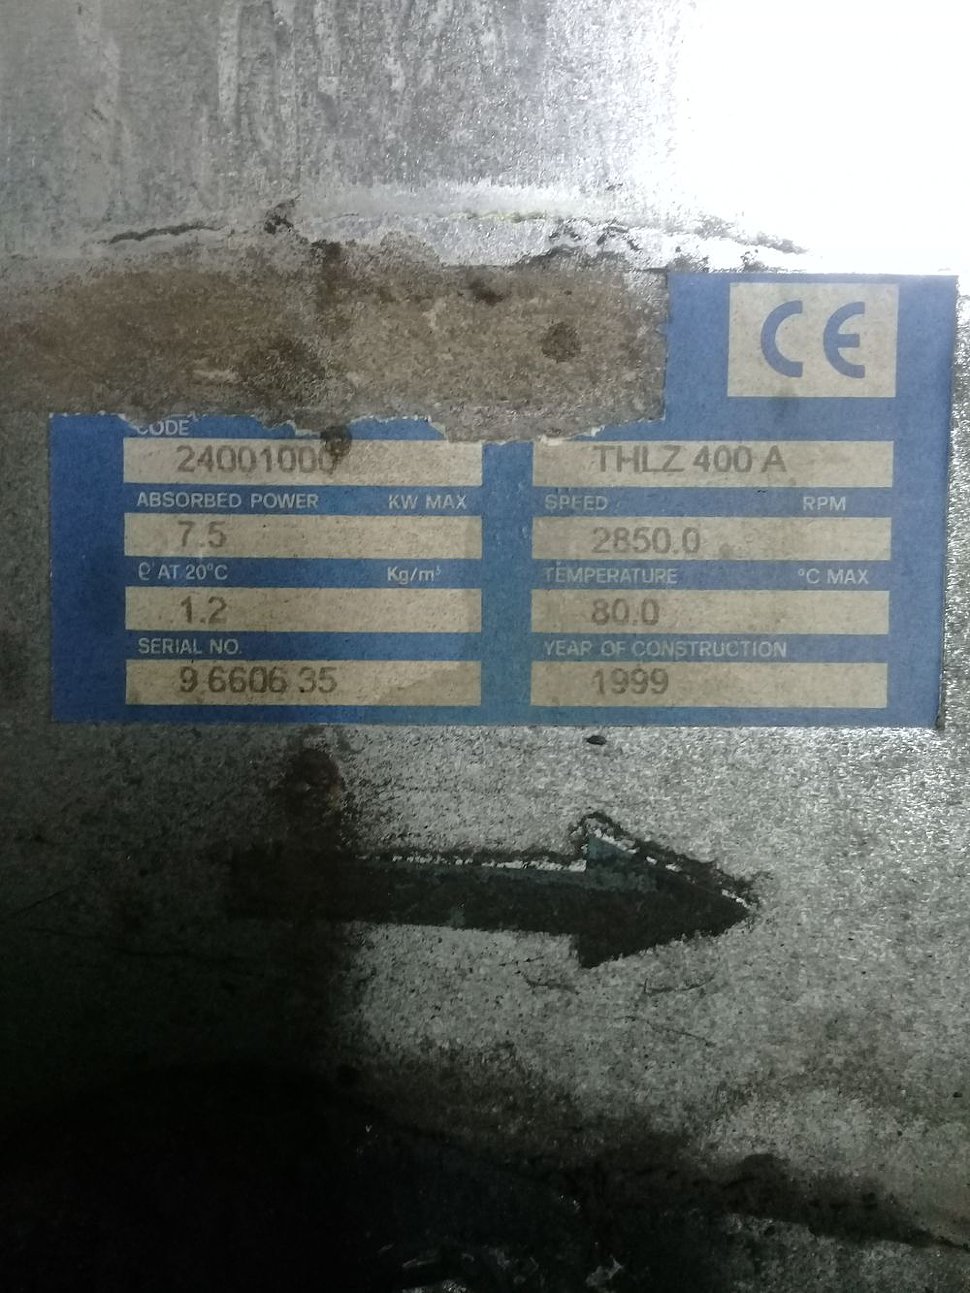 CE
CODE
24001000 THLZ 400 A
ABSORBED POWER KW MAX SPEED RPM
7.5 2850.0
ρ AT 20°C Kg/m³ TEMPERATURE °C MAX
1.2 80.0
SERIAL NO. YEAR OF CONSTRUCTION
9 6606 35 1999